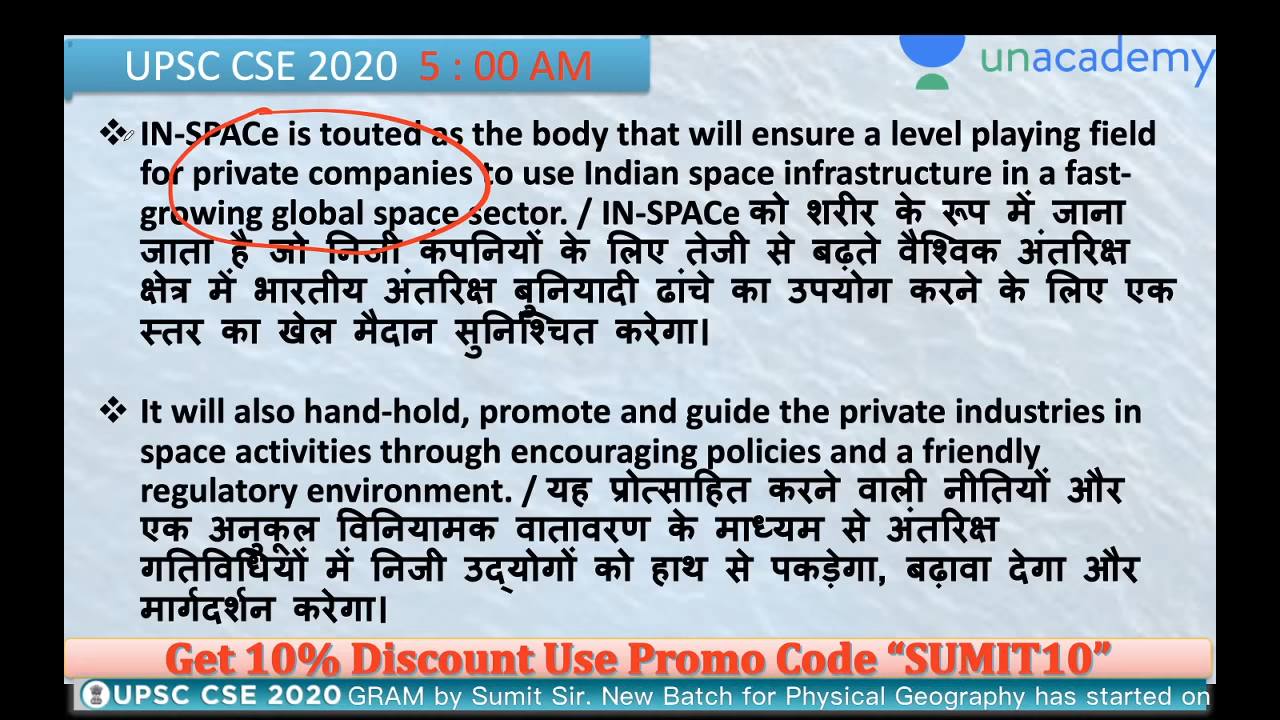 UPSC CSE 2020 5 : 00 AM
unacademy
❖ IN-SPACe is touted as the body that will ensure a level playing field
for private companies to use Indian space infrastructure in a fast-
growing global space sector. / IN-SPACe को शरीर के रूप में जाना
जाता है जो निजी कंपनियों के लिए तेजी से बढ़ते वैश्विक अंतरिक्ष
क्षेत्र में भारतीय अंतरिक्ष बुनियादी ढांचे का उपयोग करने के लिए एक
स्तर का खेल मैदान सुनिश्चित करेगा।
❖ It will also hand-hold, promote and guide the private industries in
space activities through encouraging policies and a friendly
regulatory environment. / यह प्रोत्साहित करने वाली नीतियों और
एक अनुकूल विनियामक वातावरण के माध्यम से अंतरिक्ष
गतिविधियों में निजी उद्योगों को हाथ से पकड़ेगा, बढ़ावा देगा और
मार्गदर्शन करेगा।
Get 10% Discount Use Promo Code “SUMIT10”
UPSC CSE 2020 GRAM by Sumit Sir. New Batch for Physical Geography has started on